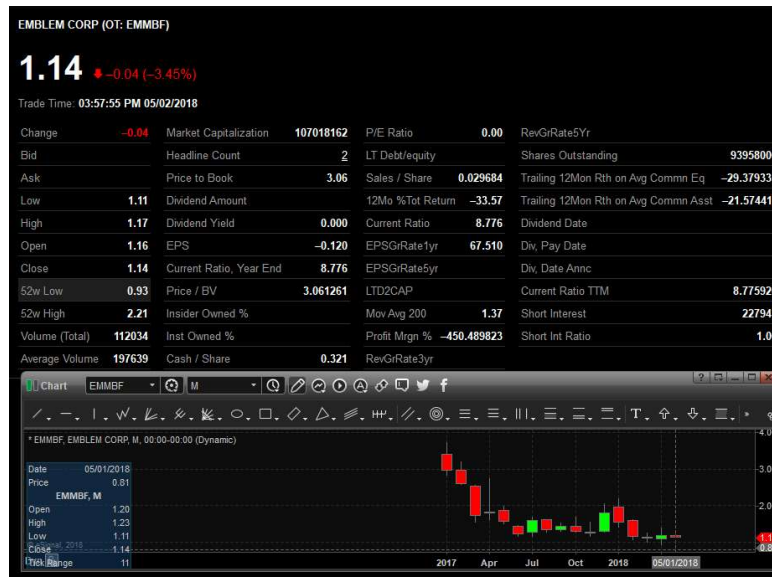 EMBLEM CORP (OT: EMMBF)
1.14 -0.04 (-3.45%)
Trade Time: 03:57:55 PM 05/02/2018
Change -0.04 Market Capitalization 107018162 P/E Ratio 0.00 RevGrRate5Yr
Bid Headline Count 2 LT Debt/equity Shares Outstanding 9395800
Ask Price to Book 3.06 Sales / Share 0.029684 Trailing 12Mon Rth on Avg Commn Eq -29.37933
Low 1.11 Dividend Amount 12Mo %Tot Return -33.57 Trailing 12Mon Rth on Avg Commn Asst -21.57441
High 1.17 Dividend Yield 0.000 Current Ratio 8.776 Dividend Date
Open 1.16 EPS -0.120 EPSGrRate1yr 67.510 Div, Pay Date
Close 1.14 Current Ratio, Year End 8.776 EPSGrRate5yr Div, Date Annc
52w Low 0.93 Price / BV 3.061261 LTD2CAP Current Ratio TTM 8.77592
52w High 2.21 Insider Owned % Mov Avg 200 1.37 Short Interest 22794
Volume (Total) 112034 Inst Owned % Profit Mrgn % -450.489823 Short Int Ratio 1.0
Average Volume 197639 Cash / Share 0.321 RevGrRate3yr
Chart EMMBF M
* EMMBF, EMBLEM CORP, M, 00:00-00:00 (Dynamic)
4.0
Date 05/01/2018
3.0
Price 0.81
EMMBF, M
Open 1.20
2.0
High 1.23
Low 1.11
Close 1.14
1.1
0.8
Tick Range 11
2017 Apr Jul Oct 2018 05/01/2018